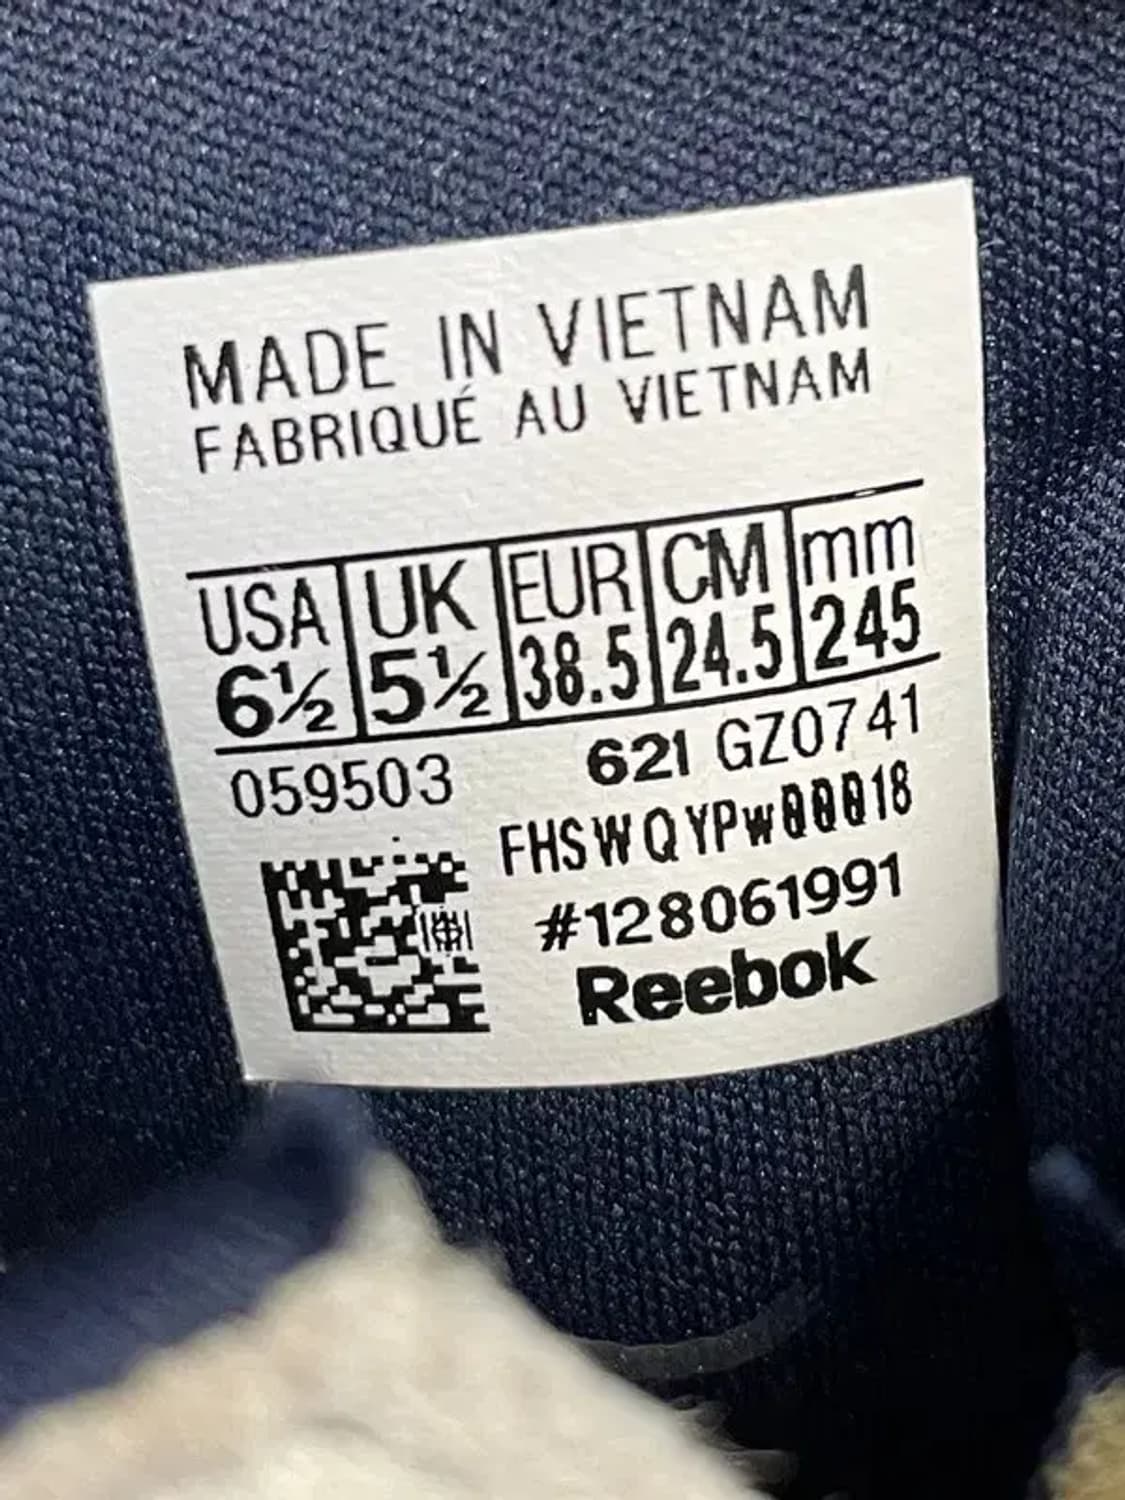 MADE IN VIETNAM
FABRIQUÉ AU VIETNAM
USA UK EUR CM mm
6½ 5½ 38.5 24.5 245
059503 621 GZ0741
FHSWQYPw00018
#128061991
Reebok